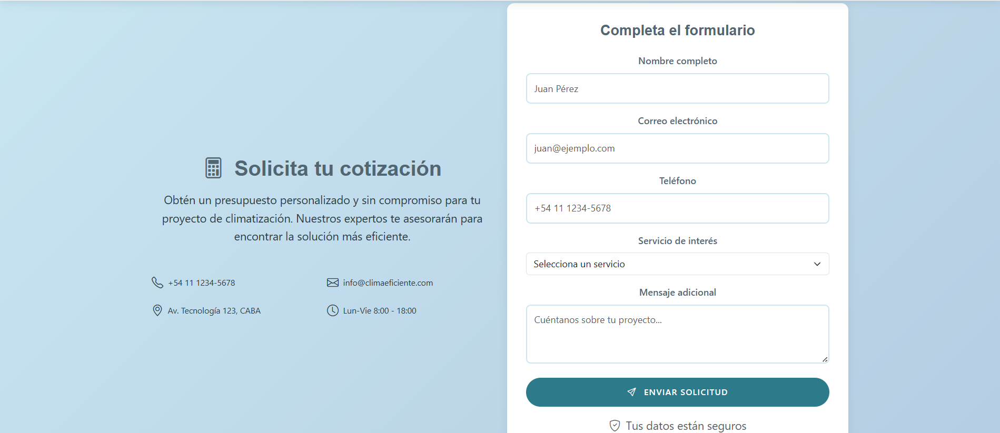 Solicita tu cotización
Obtén un presupuesto personalizado y sin compromiso para tu
proyecto de climatización. Nuestros expertos te asesorarán para
encontrar la solución más eficiente.
+54 11 1234-5678
info@climaeficiente.com
Av. Tecnología 123, CABA
Lun-Vie 8:00 - 18:00
Completa el formulario
Nombre completo
Juan Pérez
Correo electrónico
juan@ejemplo.com
Teléfono
+54 11 1234-5678
Servicio de interés
Selecciona un servicio
Mensaje adicional
Cuéntanos sobre tu proyecto...
ENVIAR SOLICITUD
Tus datos están seguros